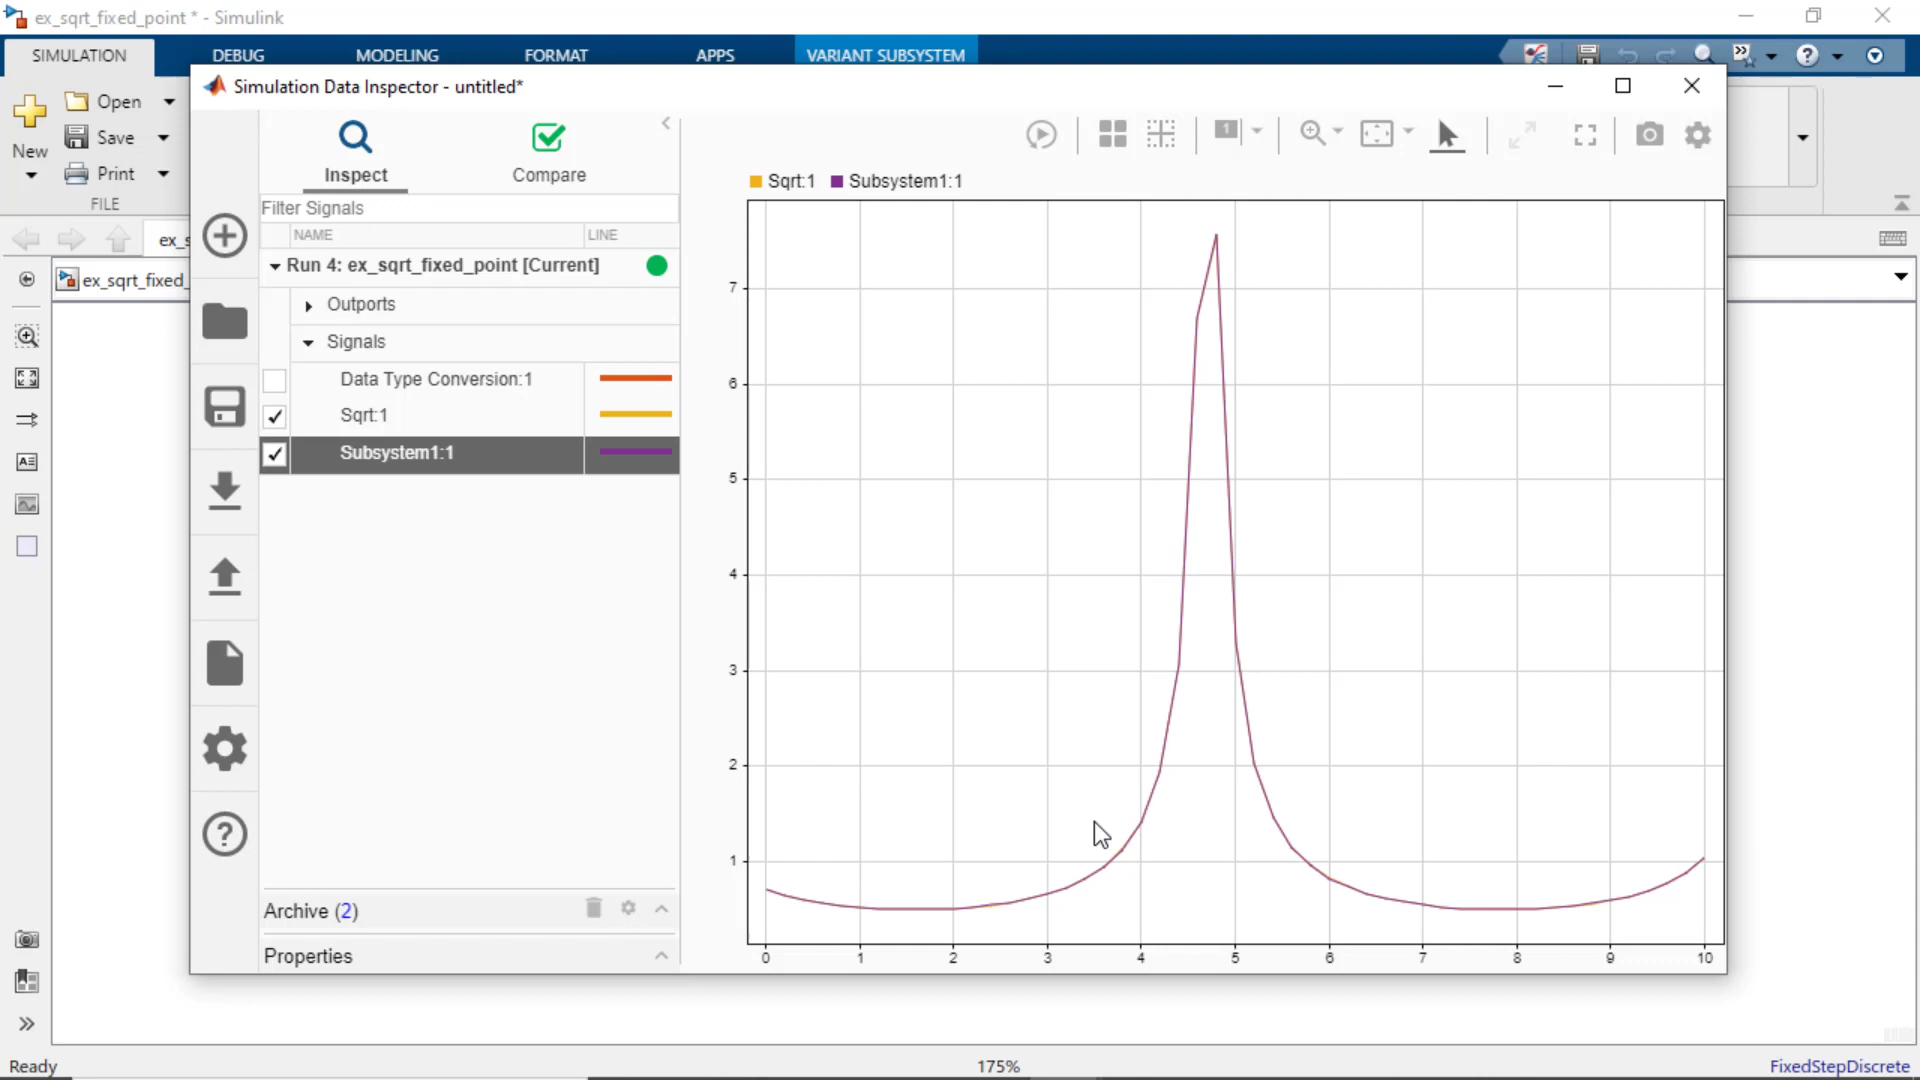 ex_sqrt_fixed_point * - Simulink
SIMULATION
DEBUG
MODELING
FORMAT
APPS
VARIANT SUBSYSTEM
New
Open
Save
Print
FILE
ex_s
ex_sqrt_fixed_
Simulation Data Inspector - untitled*
Inspect
Compare
Filter Signals
NAME
LINE
Run 4: ex_sqrt_fixed_point [Current]
Outports
Signals
Data Type Conversion:1
Sqrt:1
Subsystem1:1
Archive (2)
Properties
1
Sqrt:1
Subsystem1:1
7
6
5
4
3
2
1
0 1 2 3 4 5 6 7 8 9 10
Ready
175%
FixedStepDiscrete